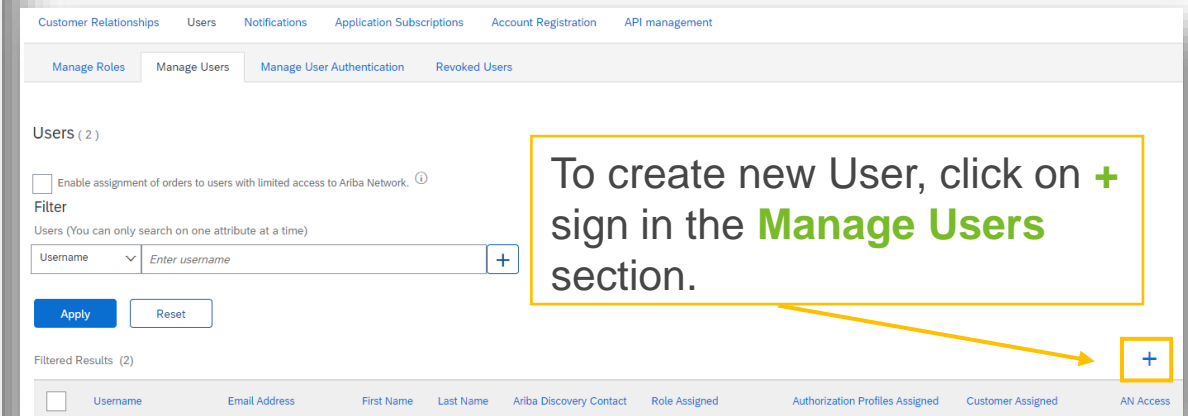 Customer Relationships Users Notifications Application Subscriptions Account Registration API management
Manage Roles Manage Users Manage User Authentication Revoked Users
Users ( 2 )
Enable assignment of orders to users with limited access to Ariba Network. i
Filter
Users (You can only search on one attribute at a time)
Username Enter username +
Apply Reset
To create new User, click on +
sign in the Manage Users
section.
+
Filtered Results (2)
Username Email Address First Name Last Name Ariba Discovery Contact Role Assigned Authorization Profiles Assigned Customer Assigned AN Access